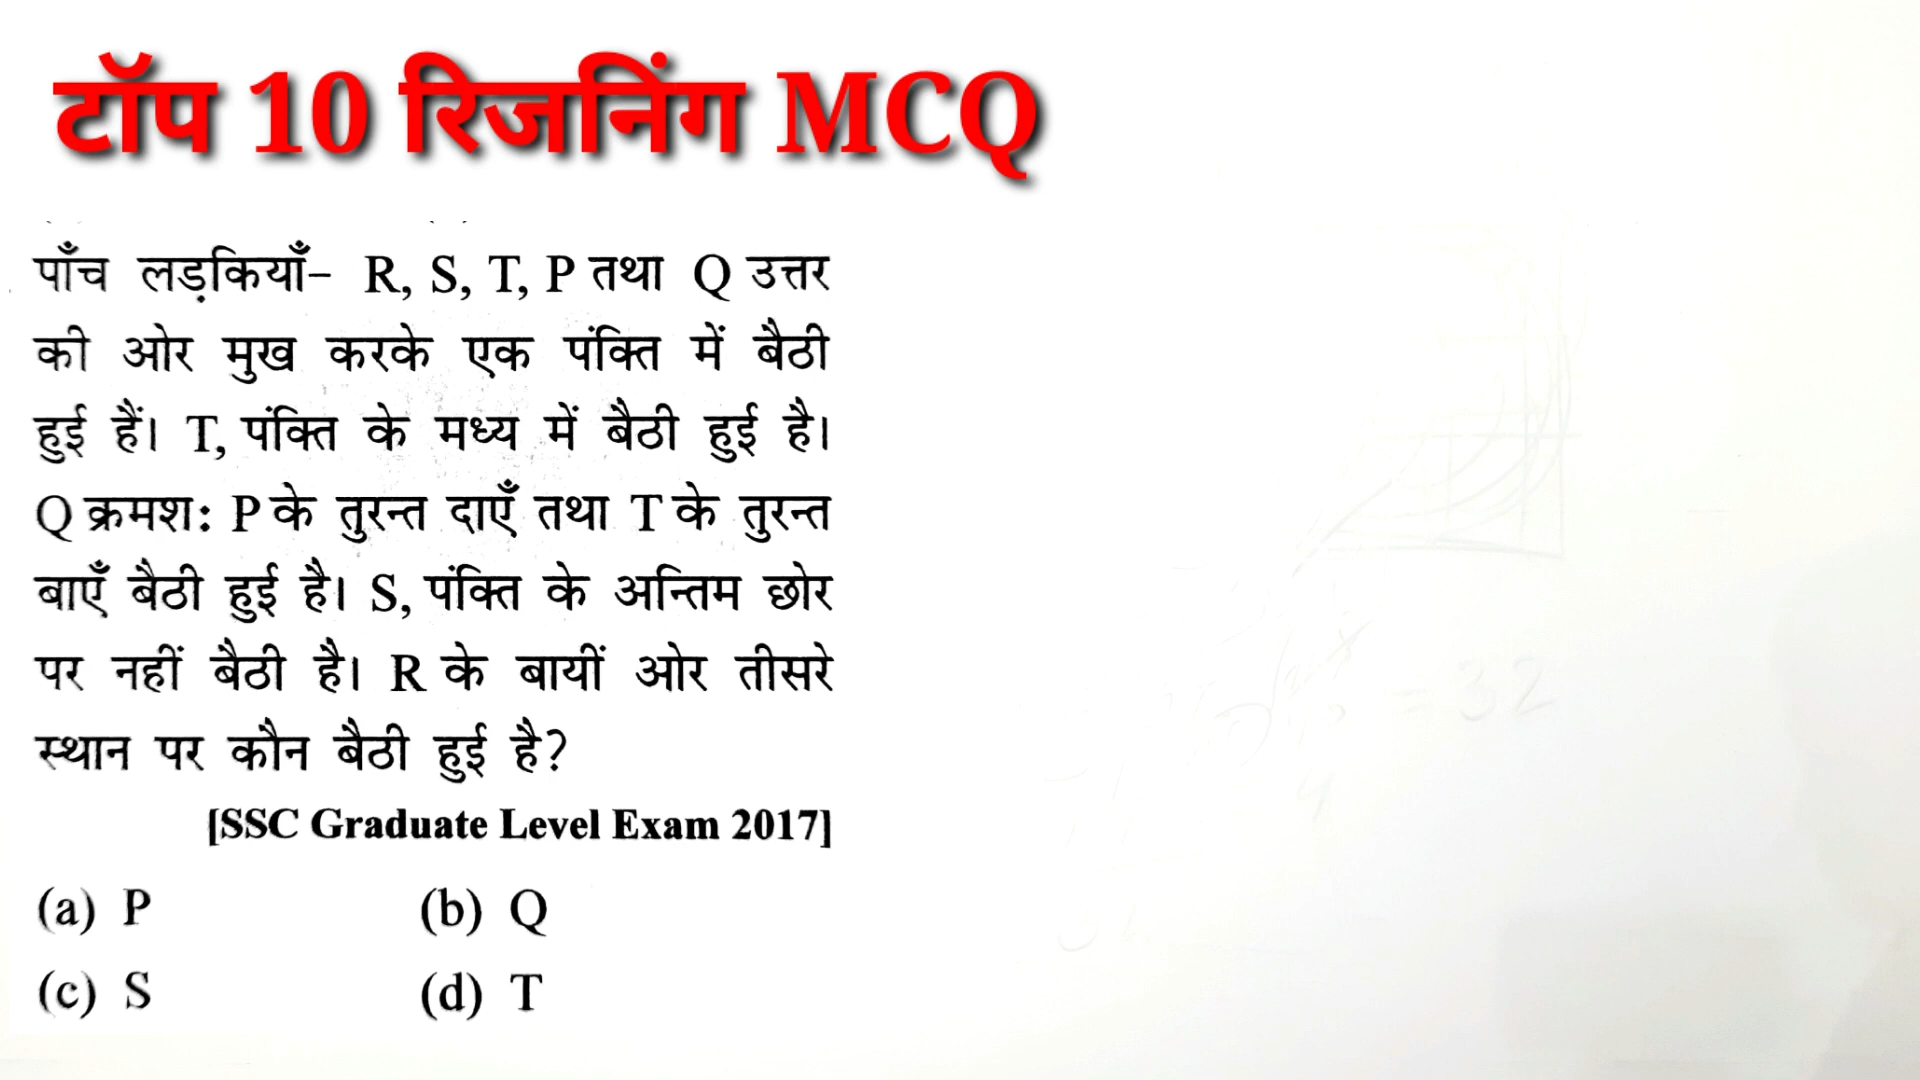 टॉप 10 रिजनिंग MCQ
पाँच लड़कियाँ– R, S, T, P तथा Q उत्तर
की ओर मुख करके एक पंक्ति में बैठी
हुई हैं। T, पंक्ति के मध्य में बैठी हुई है।
Q क्रमश: P के तुरन्त दाएँ तथा T के तुरन्त
बाएँ बैठी हुई है। S, पंक्ति के अन्तिम छोर
पर नहीं बैठी है। R के बायीं ओर तीसरे
स्थान पर कौन बैठी हुई है?
[SSC Graduate Level Exam 2017]
(a) P (b) Q
(c) S (d) T
= 32